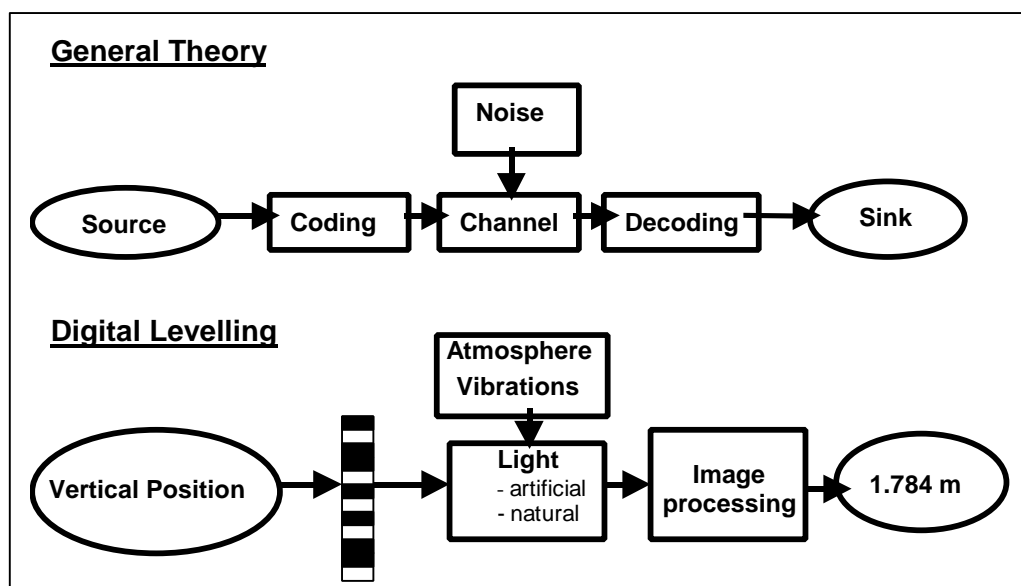 General Theory
Noise
Source
Coding
Channel
Decoding
Sink
Digital Levelling
Atmosphere
Vibrations
Vertical Position
Light
- artificial
- natural
Image
processing
1.784 m